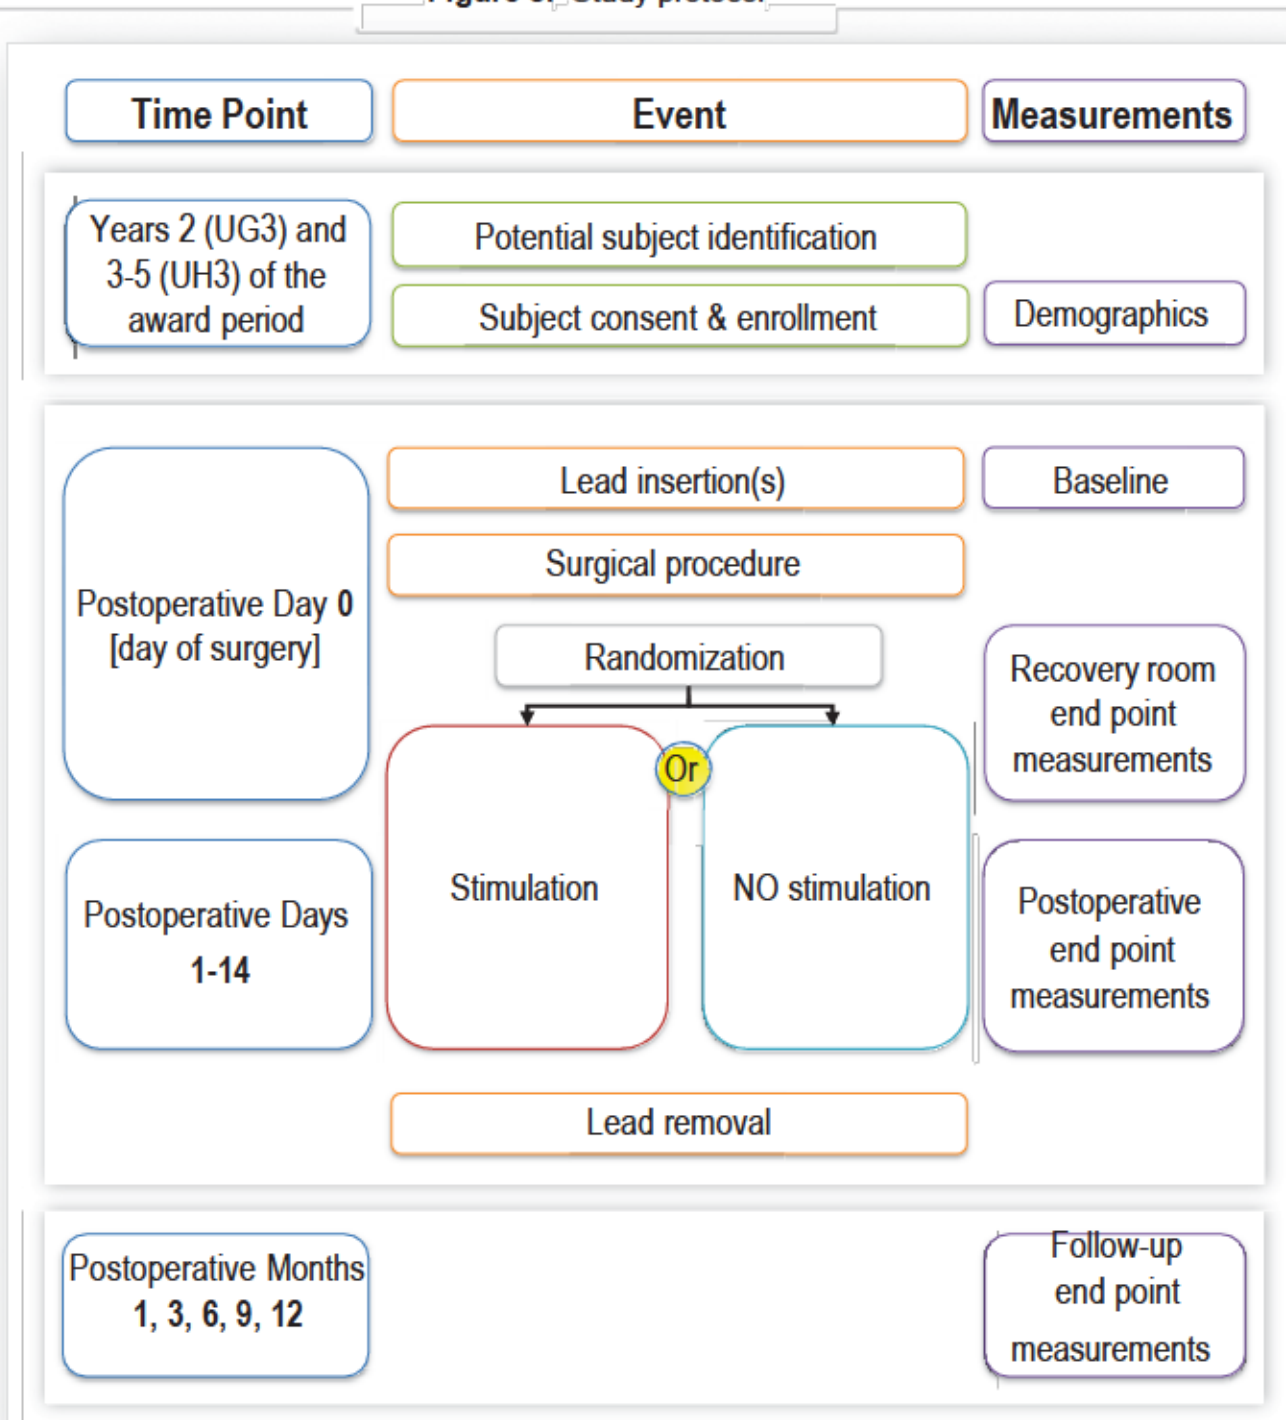 Time Point
Event
Measurements
Years 2 (UG3) and
3-5 (UH3) of the
award period
Potential subject identification
Subject consent & enrollment
Demographics
Postoperative Day 0
[day of surgery]
Lead insertion(s)
Baseline
Surgical procedure
Randomization
Recovery room
end point
measurements
Or
Stimulation
NO stimulation
Postoperative Days
1-14
Postoperative
end point
measurements
Lead removal
Postoperative Months
1, 3, 6, 9, 12
Follow-up
end point
measurements